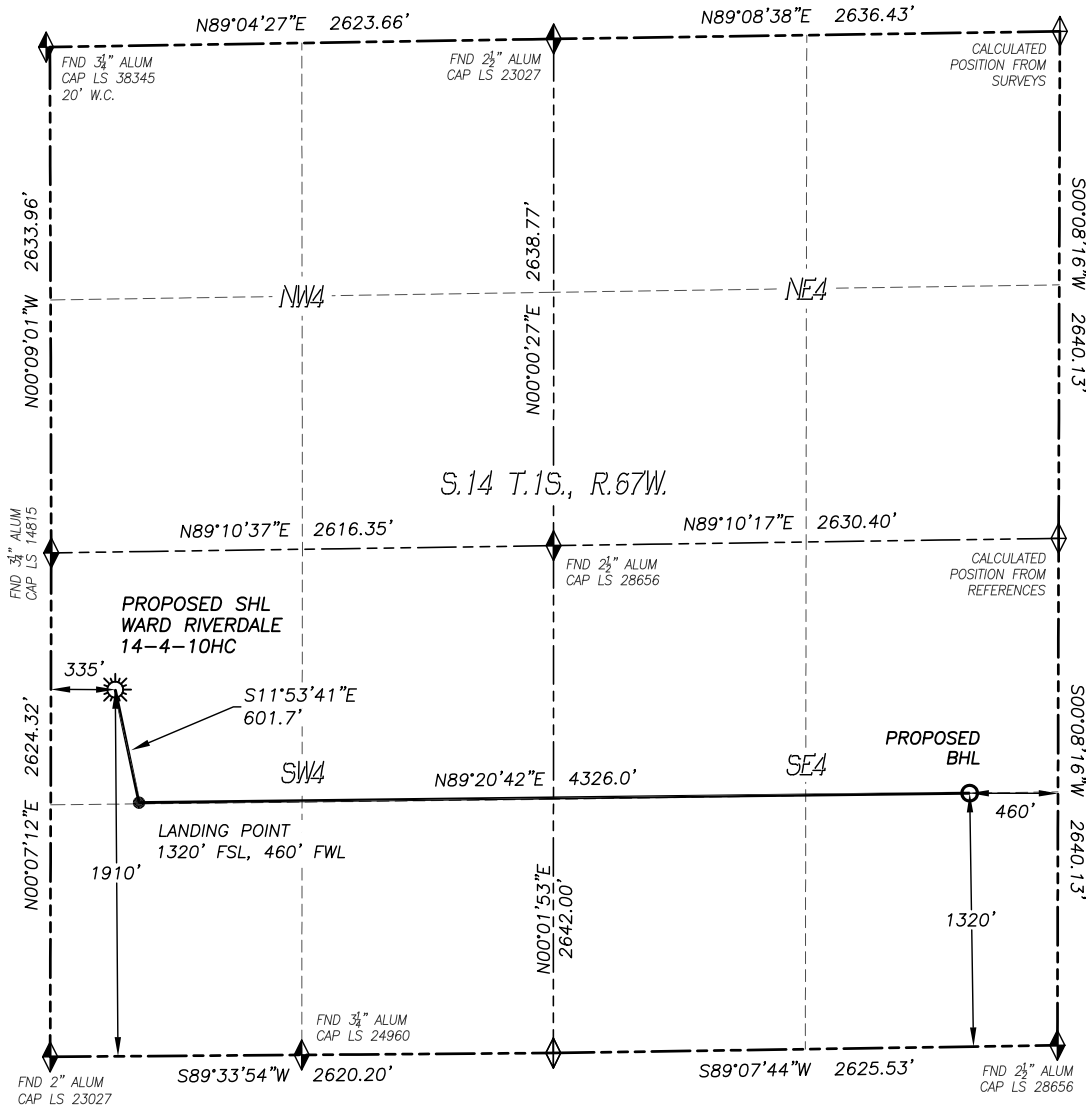 N89°04'27"E 2623.66'
N89°08'38" E 2636.43'
FND 3¼" ALUM
CAP LS 38345
20' W.C.
FND 2½" ALUM
CAP LS 23027
CALCULATED
POSITION FROM
SURVEYS
N00°09'01"W 2633.96'
N00°00'27"E 2638.77'
S00°08'16"W 2640.13'
NW4
NE4
S.14 T.1S., R.67W.
FND 3¼" ALUM
CAP LS 14815
N89°10'37"E 2616.35'
N89°10'17"E 2630.40'
FND 2½" ALUM
CAP LS 28656
CALCULATED
POSITION FROM
REFERENCES
PROPOSED SHL
WARD RIVERDALE
14-4-10HC
335'
S11°53'41"E
601.7'
N00°07'12"E 2624.32'
SW4
N89°20'42"E 4326.0'
SE4
PROPOSED
BHL
460'
S00°08'16"W 2640.13'
LANDING POINT
1320' FSL, 460' FWL
1910'
N00°01'53"E
2642.00'
1320'
FND 3¼" ALUM
CAP LS 24960
FND 2" ALUM
CAP LS 23027
S89°33'54"W 2620.20'
S89°07'44"W 2625.53'
FND 2½" ALUM
CAP LS 28656